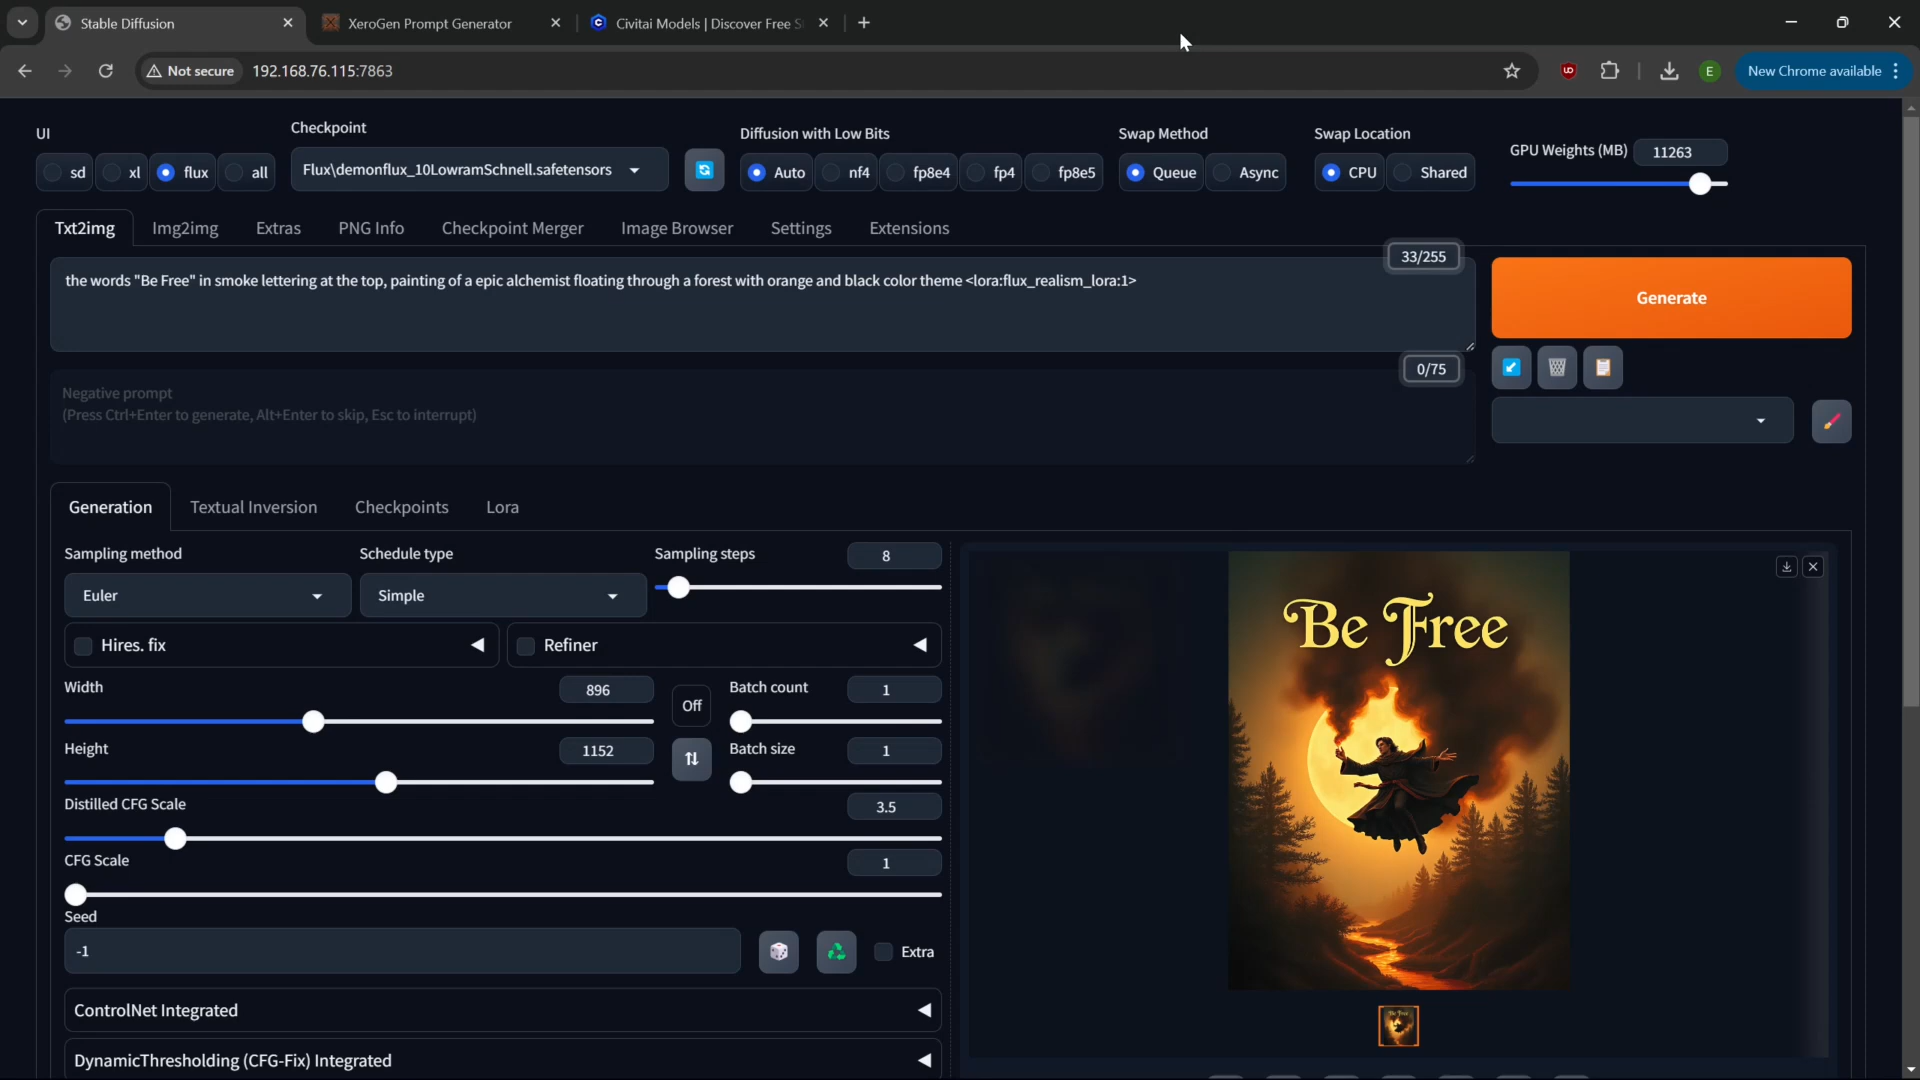 Stable Diffusion
XeroGen Prompt Generator
Civitai Models | Discover Free S
Not secure
192.168.76.115:7863
E
New Chrome available
UI
sd
xl
flux
all
Checkpoint
Flux\demonflux_10LowramSchnell.safetensors
Diffusion with Low Bits
Auto
nf4
fp8e4
fp4
fp8e5
Swap Method
Queue
Async
Swap Location
CPU
Shared
GPU Weights (MB)
11263
Txt2img
Img2img
Extras
PNG Info
Checkpoint Merger
Image Browser
Settings
Extensions
33/255
the words "Be Free" in smoke lettering at the top, painting of a epic alchemist floating through a forest with orange and black color theme <lora:flux_realism_lora:1>
Generate
0/75
Negative prompt
(Press Ctrl+Enter to generate, Alt+Enter to skip, Esc to interrupt)
Generation
Textual Inversion
Checkpoints
Lora
Sampling method
Euler
Schedule type
Simple
Sampling steps
8
Hires. fix
Refiner
Width
896
Off
Batch count
1
Height
1152
Batch size
1
Distilled CFG Scale
3.5
CFG Scale
1
Seed
-1
Extra
ControlNet Integrated
DynamicThresholding (CFG-Fix) Integrated
Be Free
Be Free